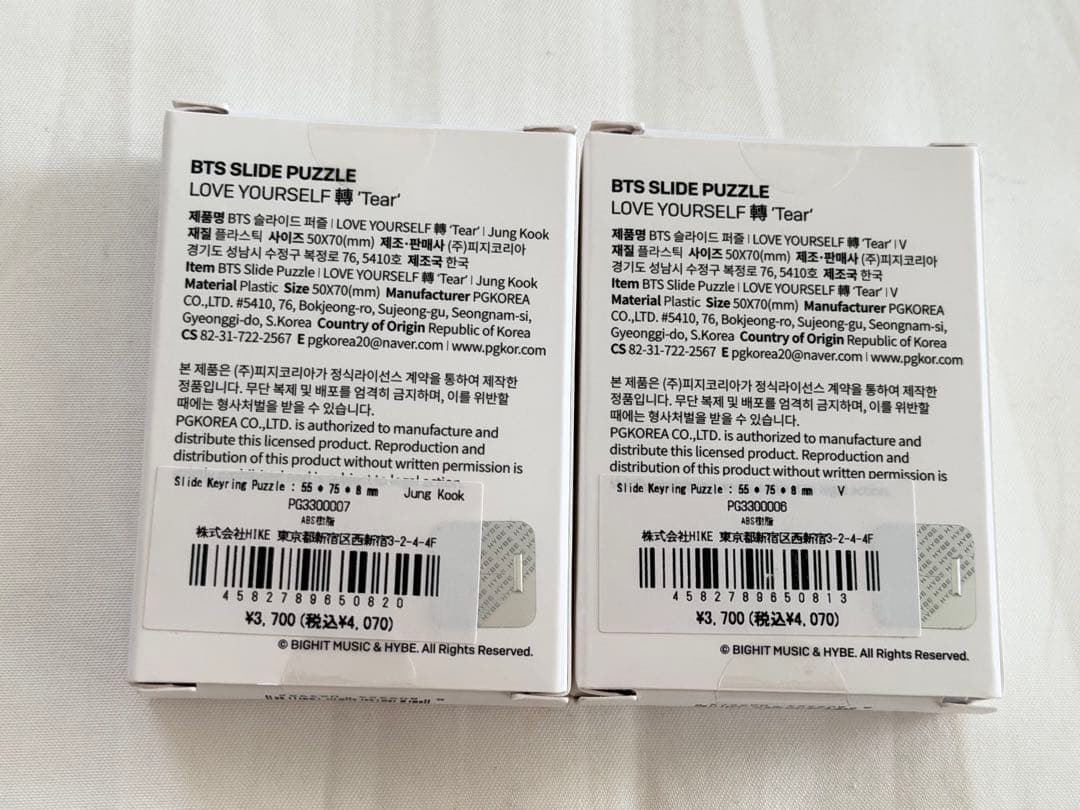 BTS SLIDE PUZZLE
LOVE YOURSELF 轉 'Tear'
제품명 BTS 슬라이드 퍼즐 | LOVE YOURSELF 轉 'Tear' | Jung Kook
재질 플라스틱 사이즈 50X70(mm) 제조·판매사 (주)피지코리아
경기도 성남시 수정구 복정로 76, 5410호 제조국 한국
Item BTS Slide Puzzle | LOVE YOURSELF 轉 'Tear' | Jung Kook
Material Plastic Size 50X70(mm) Manufacturer PGKOREA
CO.,LTD. #5410, 76, Bokjeong-ro, Sujeong-gu, Seongnam-si,
Gyeonggi-do, S.Korea Country of Origin Republic of Korea
CS 82-31-722-2567 E pgkorea20@naver.com | www.pgkor.com
본 제품은 (주)피지코리아가 정식라이선스 계약을 통하여 제작한
정품입니다. 무단 복제 및 배포를 엄격히 금지하며, 이를 위반할
때에는 형사처벌을 받을 수 있습니다.
PGKOREA CO.,LTD. is authorized to manufacture and
distribute this licensed product. Reproduction and
distribution of this product without written permission is
Slide Keyring Puzzle : 55 * 75 * 8 mm Jung Kook
PG3300007
ABS樹脂
株式会社HIKE 東京都新宿区西新宿3-2-4-4F
4582789650820
¥3,700(税込¥4,070)
HYBE HYBE HYBE
© BIGHIT MUSIC & HYBE. All Rights Reserved.
BTS SLIDE PUZZLE
LOVE YOURSELF 轉 'Tear'
제품명 BTS 슬라이드 퍼즐 | LOVE YOURSELF 轉 'Tear' | V
재질 플라스틱 사이즈 50X70(mm) 제조·판매사 (주)피지코리아
경기도 성남시 수정구 복정로 76, 5410호 제조국 한국
Item BTS Slide Puzzle | LOVE YOURSELF 轉 'Tear' | V
Material Plastic Size 50X70(mm) Manufacturer PGKOREA
CO.,LTD. #5410, 76, Bokjeong-ro, Sujeong-gu, Seongnam-si,
Gyeonggi-do, S.Korea Country of Origin Republic of Korea
CS 82-31-722-2567 E pgkorea20@naver.com | www.pgkor.com
본 제품은 (주)피지코리아가 정식라이선스 계약을 통하여 제작한
정품입니다. 무단 복제 및 배포를 엄격히 금지하며, 이를 위반할
때에는 형사처벌을 받을 수 있습니다.
PGKOREA CO.,LTD. is authorized to manufacture and
distribute this licensed product. Reproduction and
distribution of this product without written permission is
Slide Keyring Puzzle : 55 * 75 * 8 mm V
PG3300006
ABS樹脂
株式会社HIKE 東京都新宿区西新宿3-2-4-4F
4582789650813
¥3,700(税込¥4,070)
HYBE HYBE HYBE
© BIGHIT MUSIC & HYBE. All Rights Reserved.